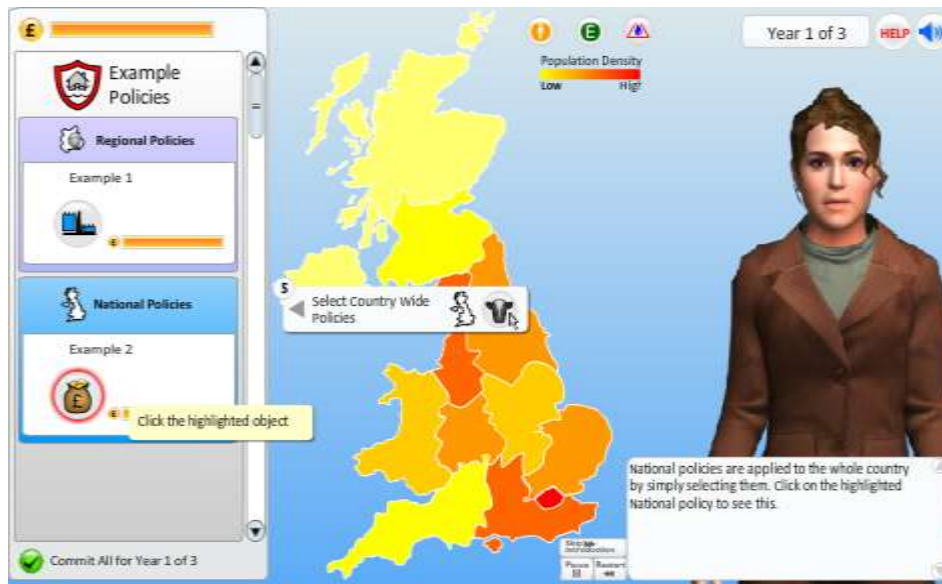 £
Example
Policies
Regional Policies
Example 1
£
National Policies
Example 2
£
£
Click the highlighted object
Commit All for Year 1 of 3
E
Population Density
Low
High
5
Select Country Wide
Policies
Year 1 of 3
HELP
National policies are applied to the whole country
by simply selecting them. Click on the highlighted
National policy to see this.
Skip
Introduction
Pause
Restart